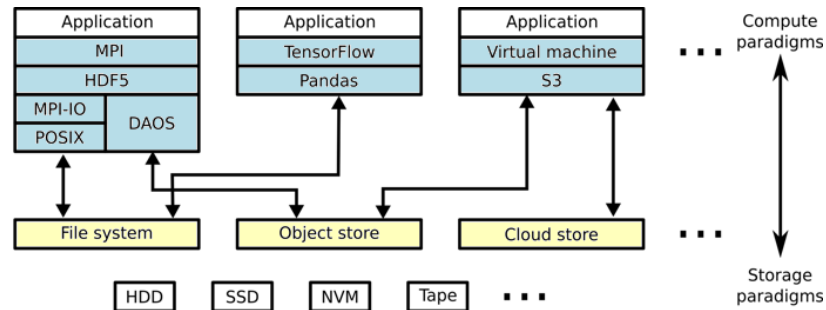 Application
MPI
HDF5
MPI-IO
POSIX
DAOS
Application
TensorFlow
Pandas
Application
Virtual machine
S3
...
Compute
paradigms
File system
Object store
Cloud store
...
Storage
paradigms
HDD
SSD
NVM
Tape
...